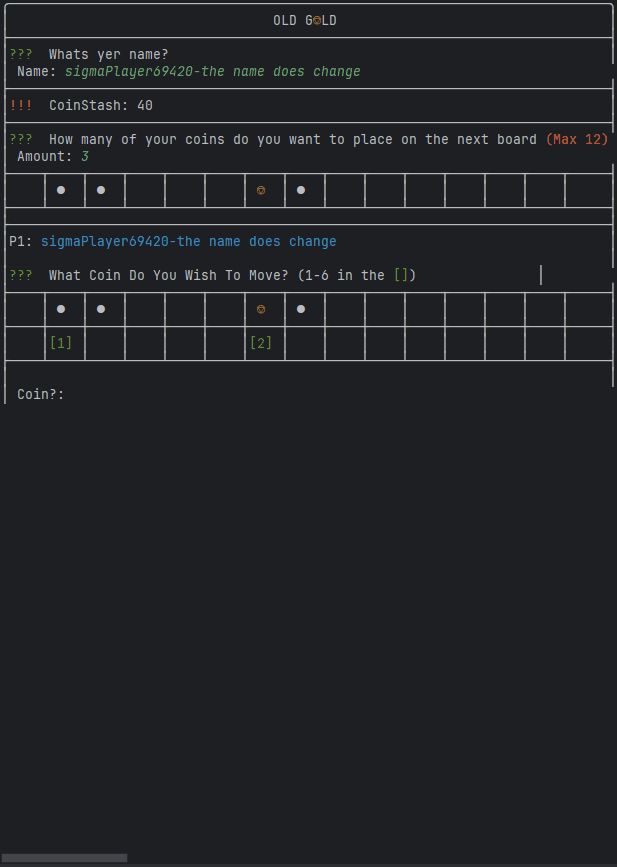 OLD G☺LD
??? Whats yer name?
Name: sigmaPlayer69420-the name does change
!!! CoinStash: 40
??? How many of your coins do you want to place on the next board (Max 12)
Amount: 3
P1: sigmaPlayer69420-the name does change
??? What Coin Do You Wish To Move? (1-6 in the [])
[1] [2]
Coin?: